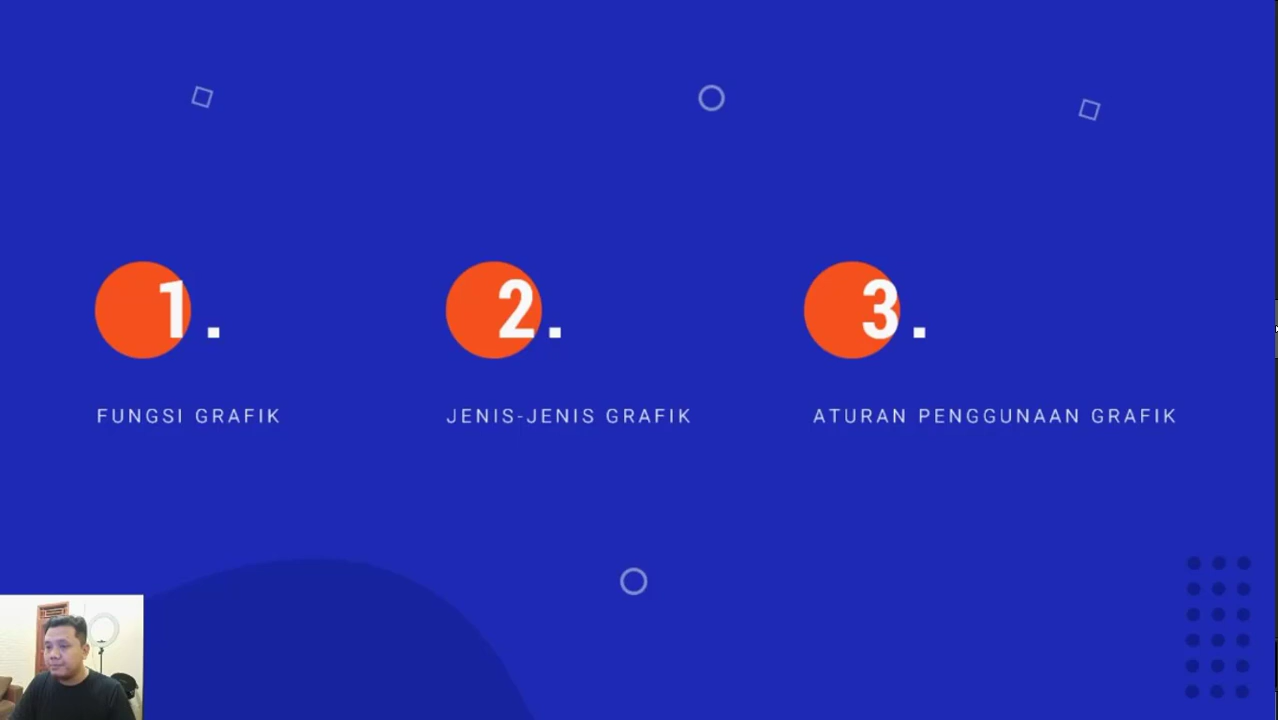 1.
FUNGSI GRAFIK
2.
JENIS-JENIS GRAFIK
3.
ATURAN PENGGUNAAN GRAFIK